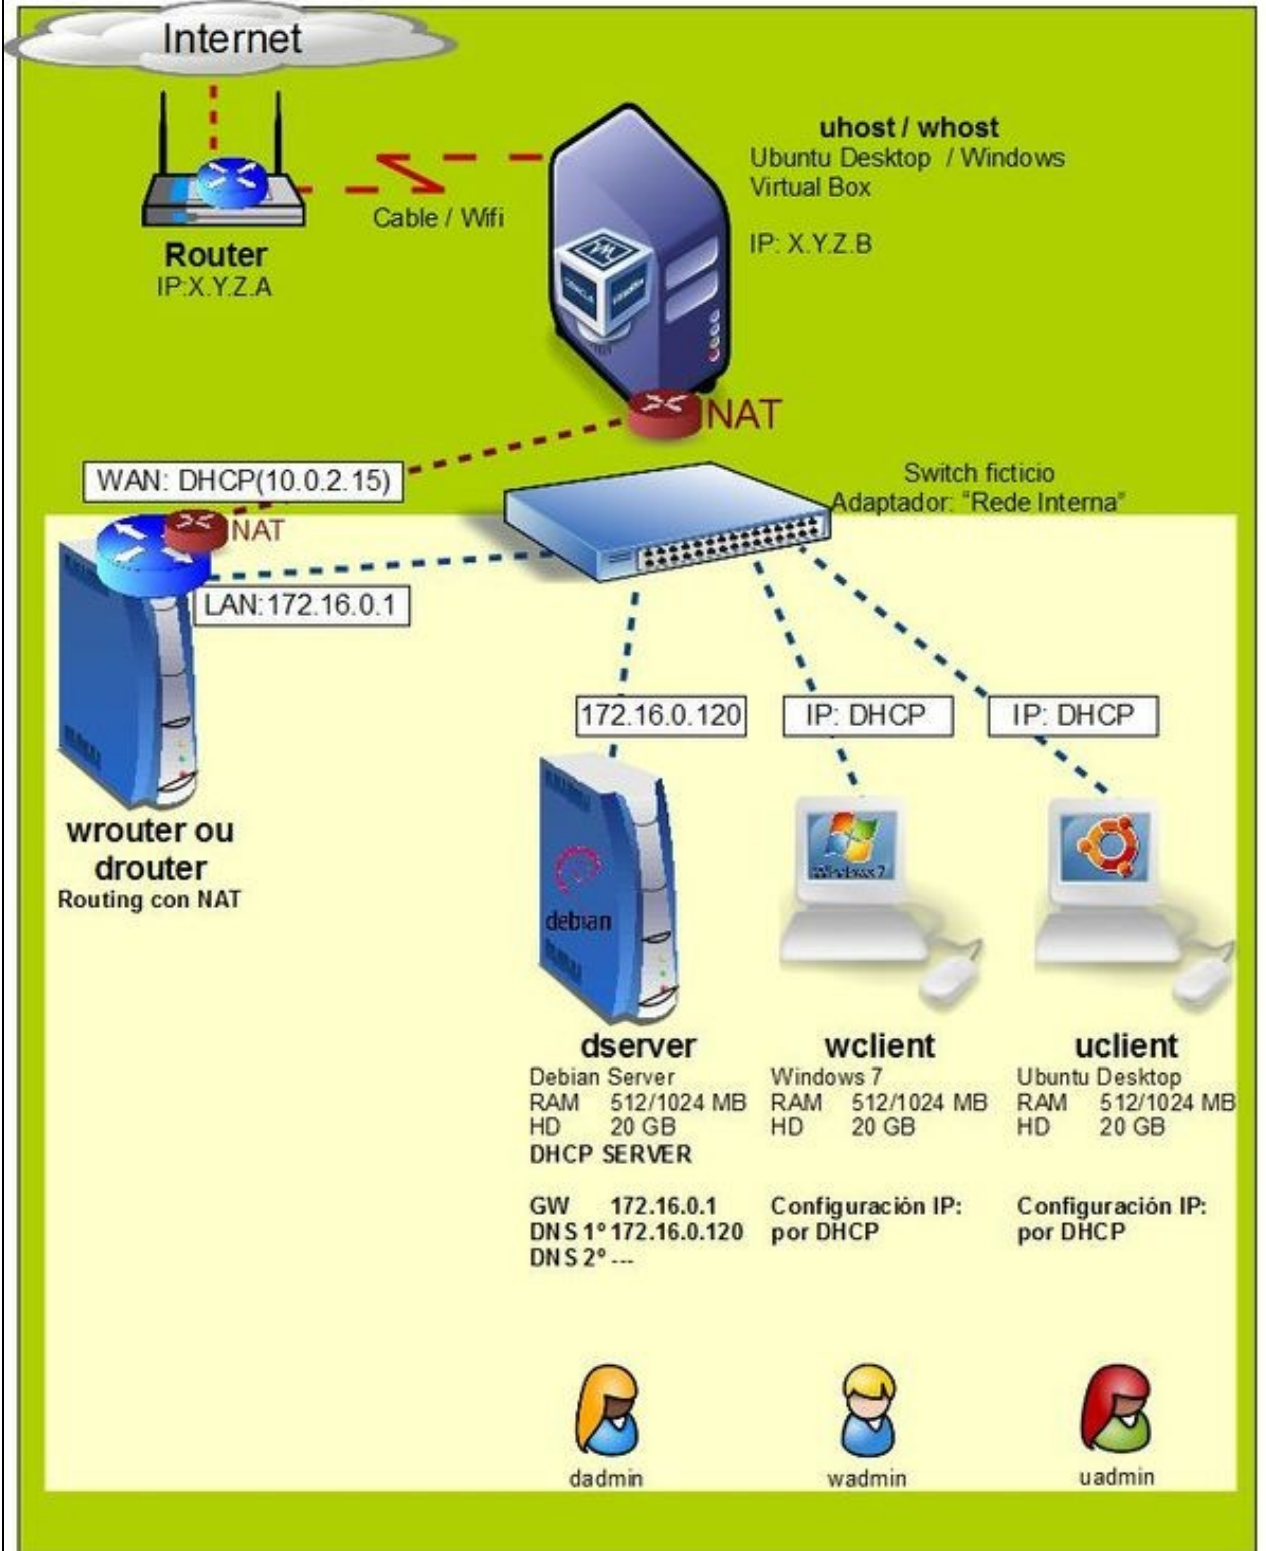 Internet
uhost / whost
Ubuntu Desktop / Windows
Virtual Box
IP: X.Y.Z.B
Cable / Wifi
Router
IP:X.Y.Z.A
NAT
WAN: DHCP(10.0.2.15)
Switch ficticio
Adaptador: "Rede Interna"
NAT
LAN:172.16.0.1
172.16.0.120
IP: DHCP
IP: DHCP
wrouter ou
drouter
Routing con NAT
debian
Windows 7
dserver
Debian Server
RAM 512/1024 MB
HD 20 GB
DHCP SERVER
GW 172.16.0.1
DNS 1º 172.16.0.120
DNS 2º ---
wclient
Windows 7
RAM 512/1024 MB
HD 20 GB
Configuración IP:
por DHCP
uclient
Ubuntu Desktop
RAM 512/1024 MB
HD 20 GB
Configuración IP:
por DHCP
dadmin
wadmin
uadmin